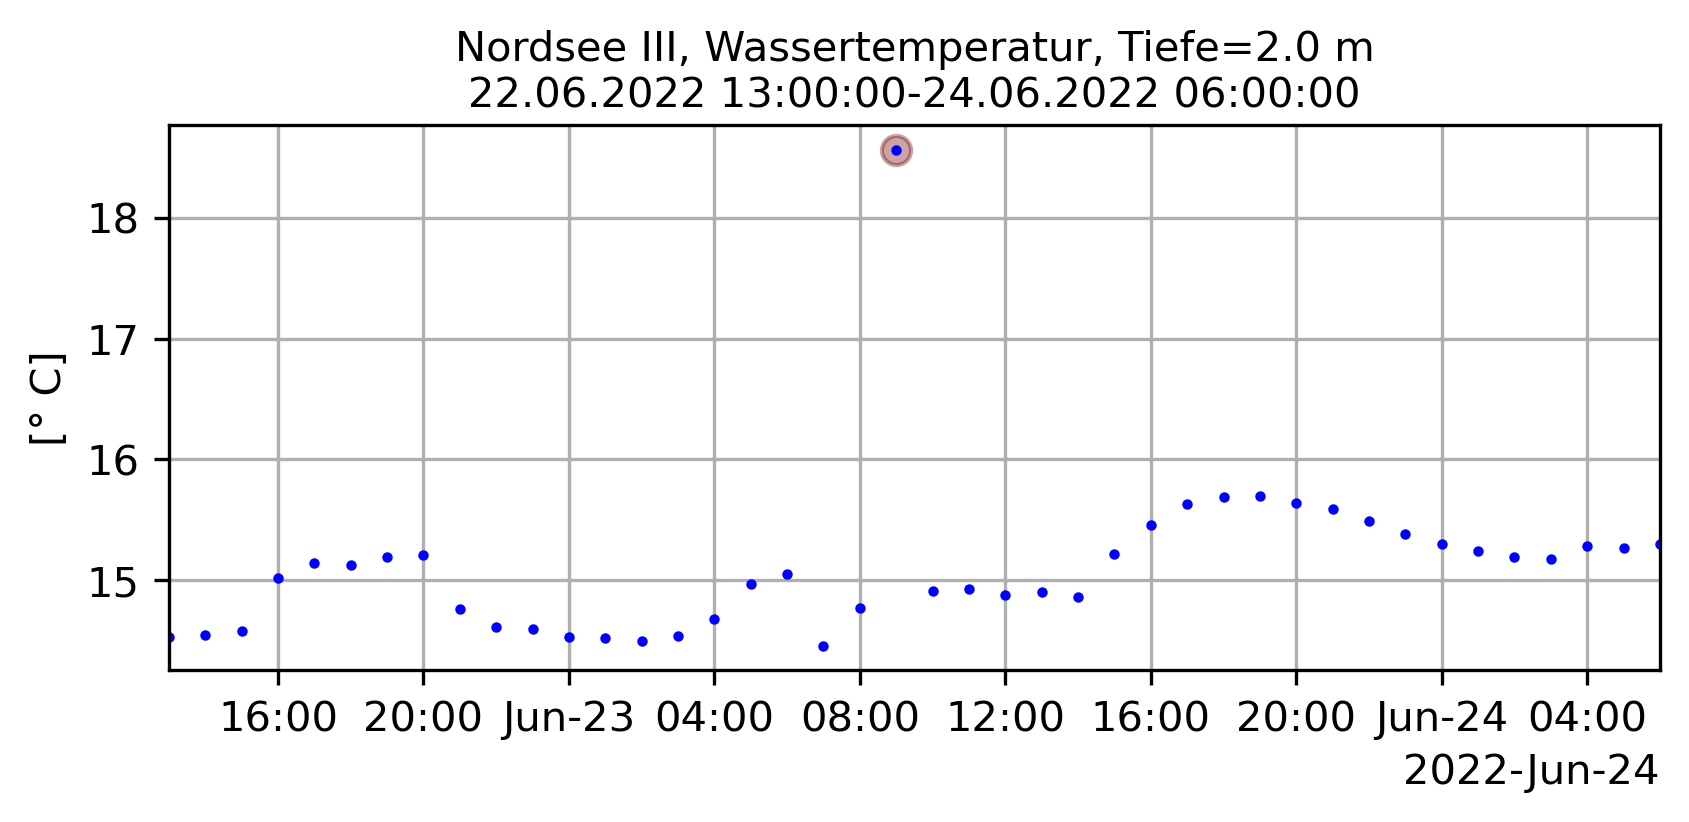 Nordsee III, Wassertemperatur, Tiefe=2.0 m
22.06.2022 13:00:00-24.06.2022 06:00:00
18
17
16
15
[° C]
16:00 20:00 Jun-23 04:00 08:00 12:00 16:00 20:00 Jun-24 04:00
2022-Jun-24